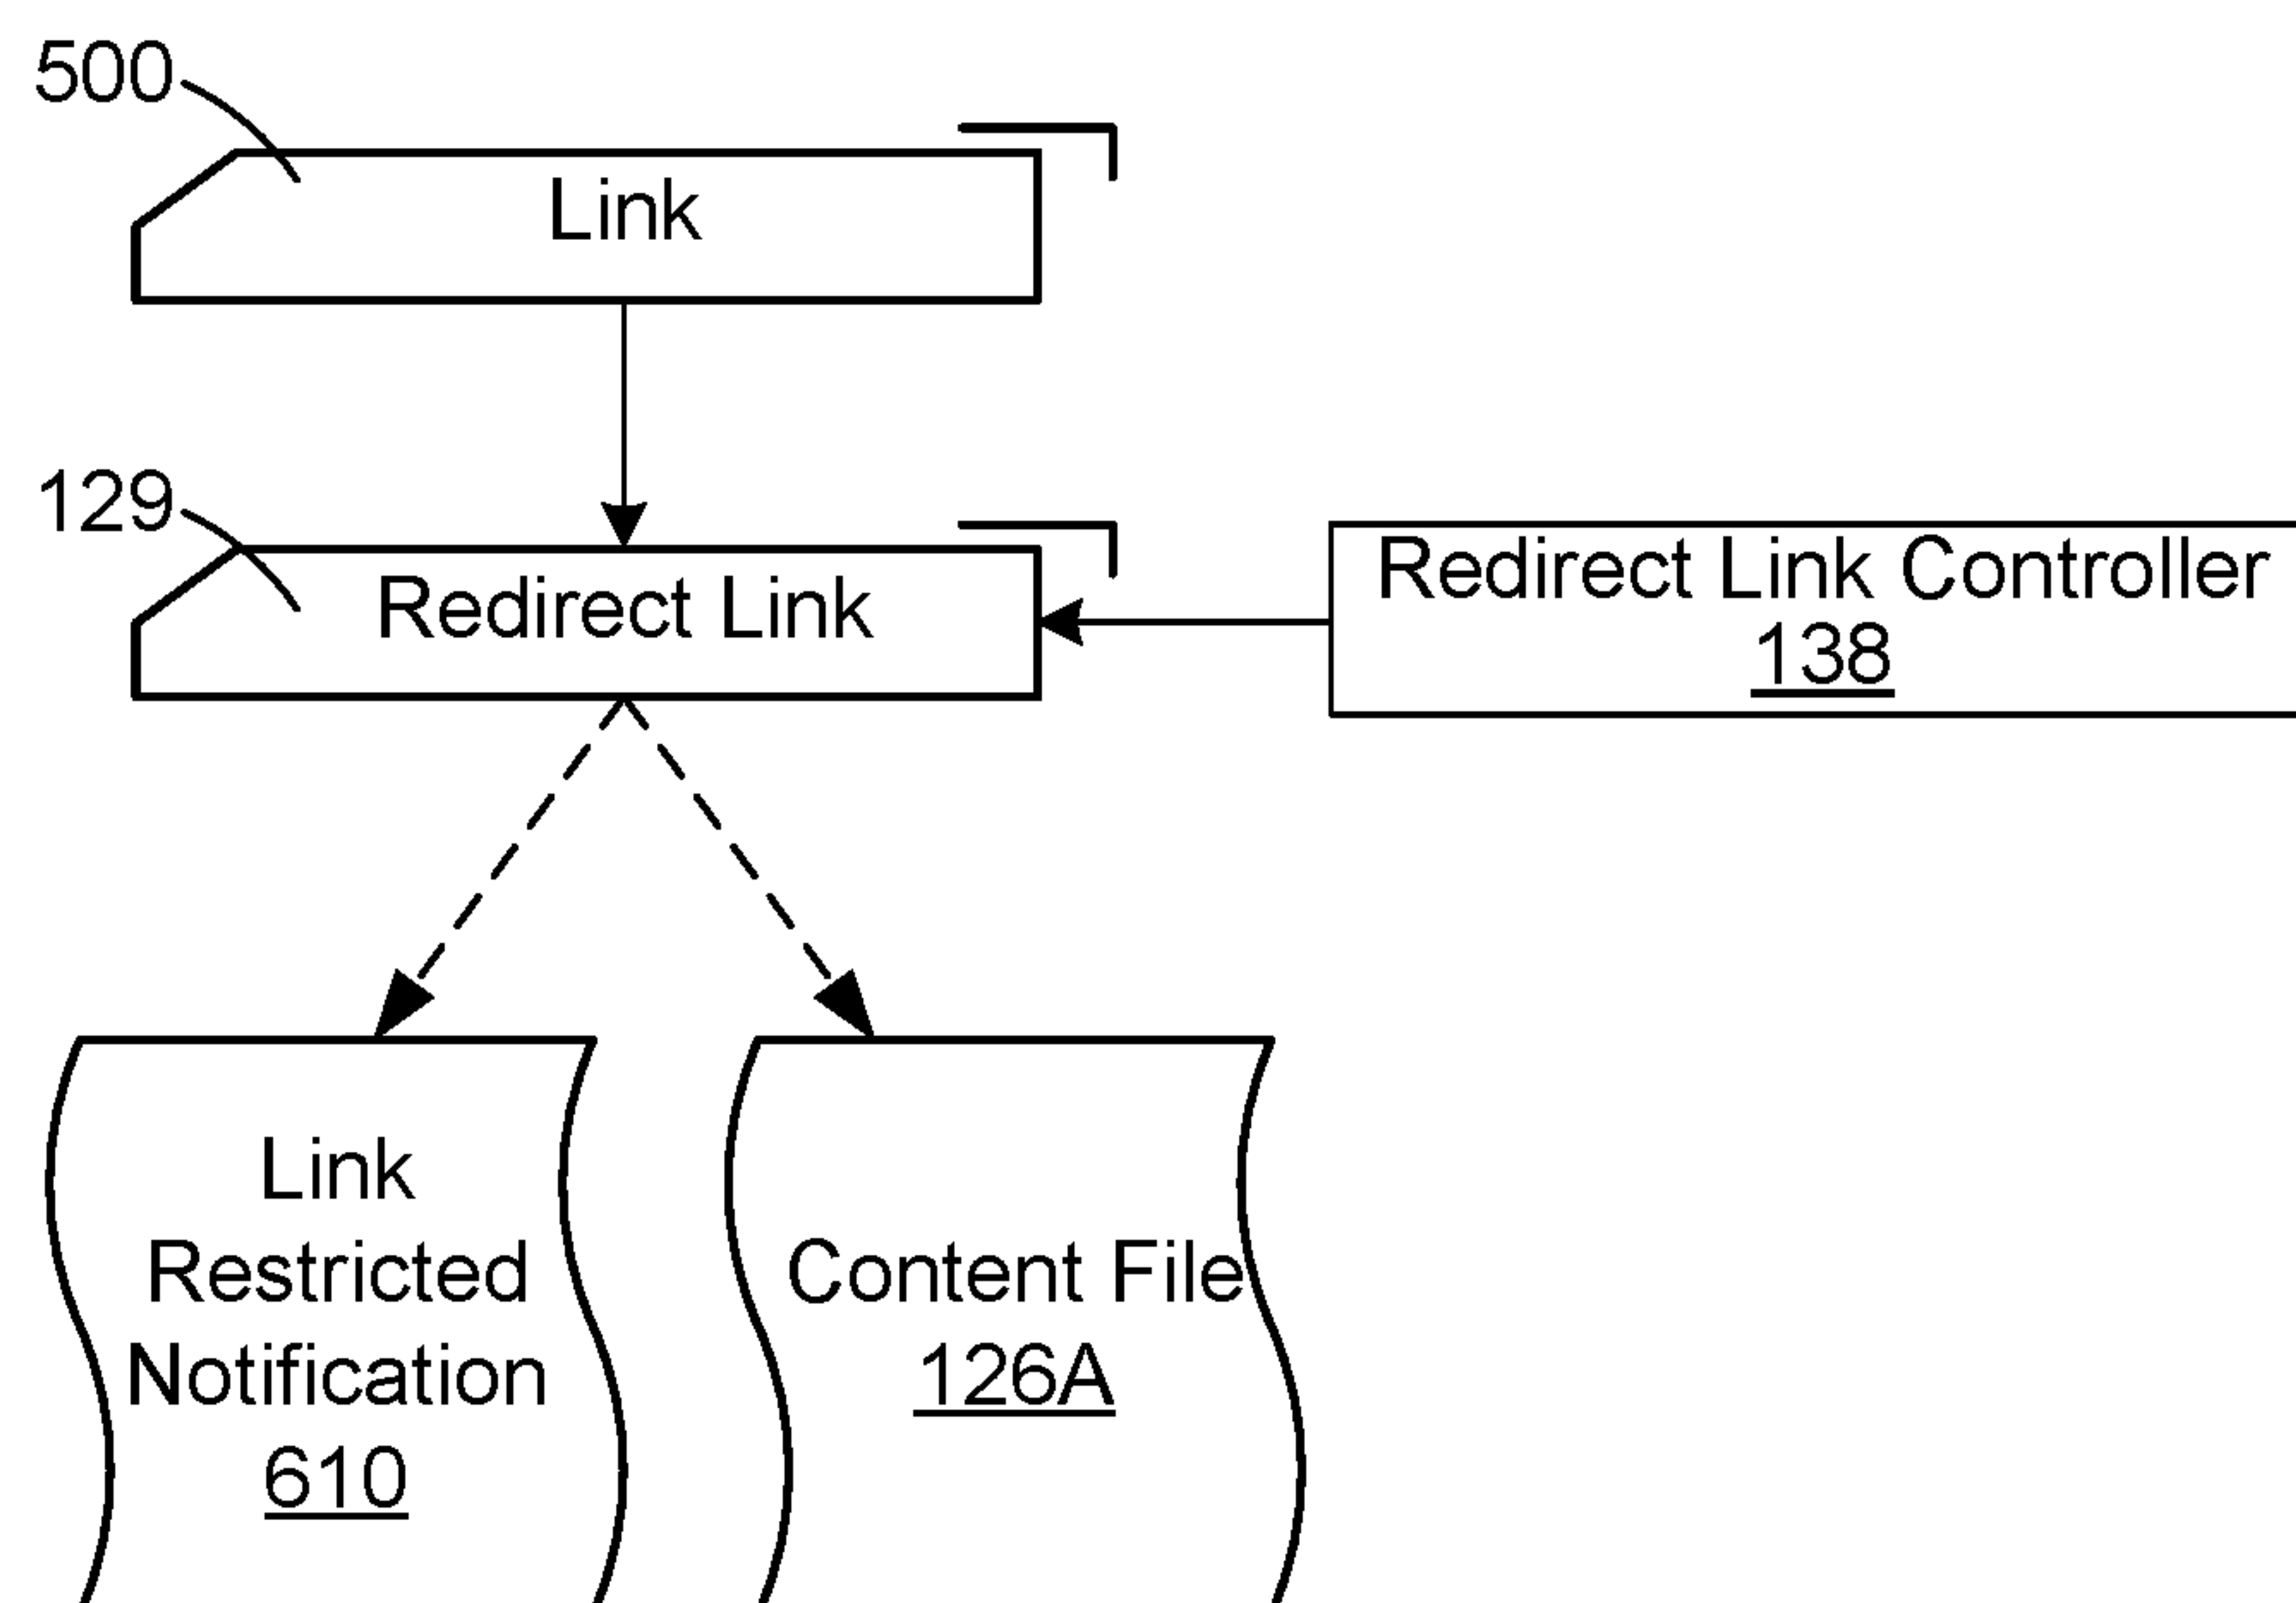 500
Link
129
Redirect Link
Redirect Link Controller
138
Link
Restricted
Notification
610
Content File
126A